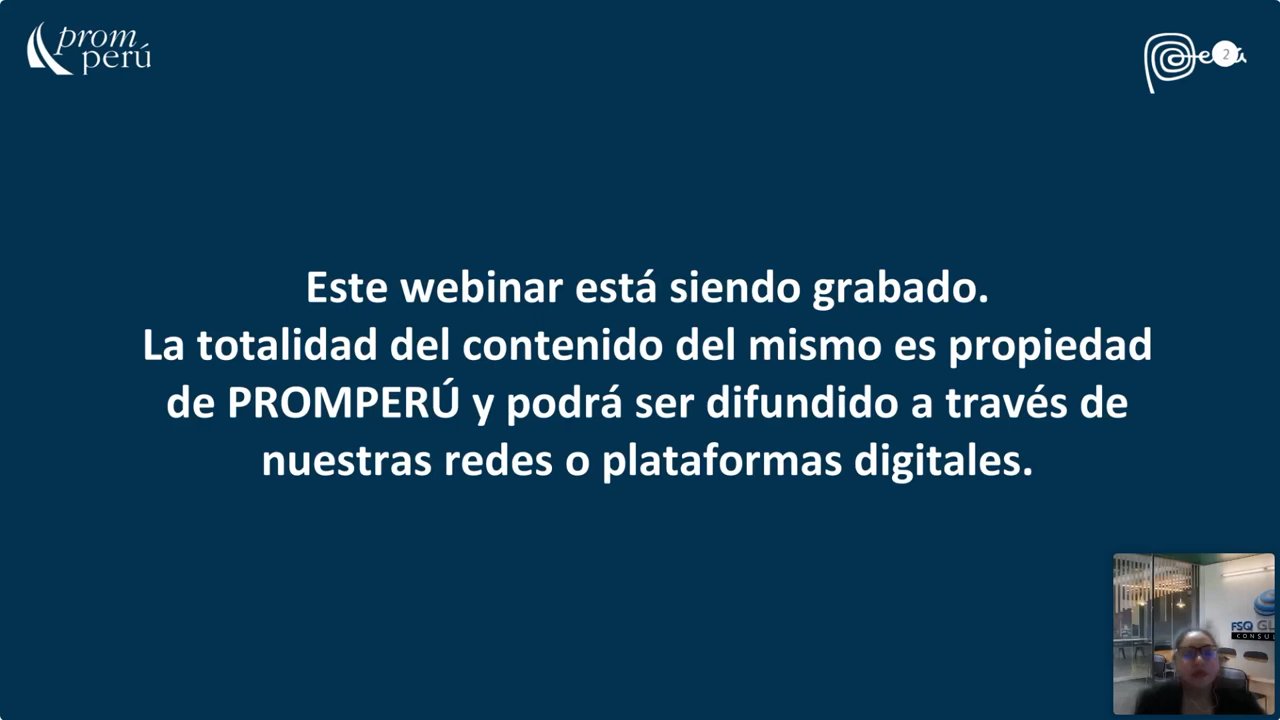 prom
perú
2
Este webinar está siendo grabado.
La totalidad del contenido del mismo es propiedad
de PROMPERÚ y podrá ser difundido a través de
nuestras redes o plataformas digitales.
FSQ GL
CONSUL